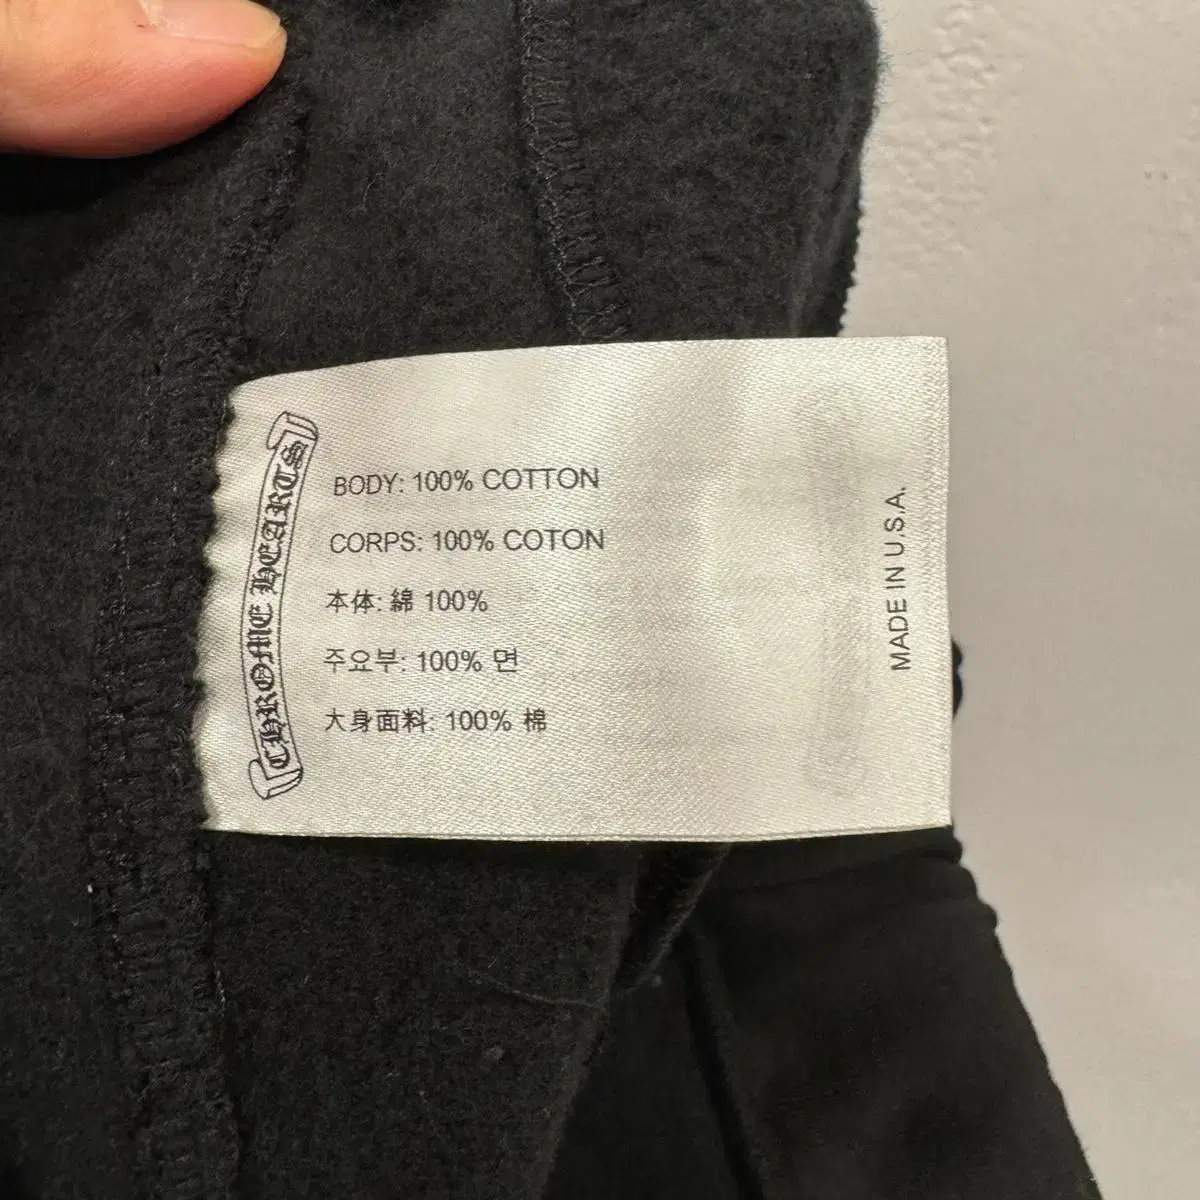 CHROME HEARTS
BODY: 100% COTTON
CORPS: 100% COTON
本体: 綿 100%
주요부: 100% 면
大身面料: 100% 棉
MADE IN U.S.A.